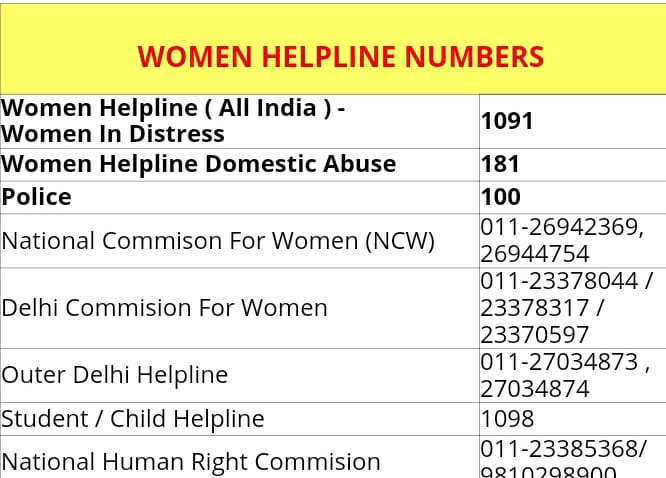 WOMEN HELPLINE NUMBERS
Women Helpline ( All India ) -
Women In Distress
1091
Women Helpline Domestic Abuse
181
Police
100
National Commison For Women (NCW)
011-26942369,
26944754
Delhi Commision For Women
011-23378044 /
23378317 /
23370597
Outer Delhi Helpline
011-27034873 ,
27034874
Student / Child Helpline
1098
National Human Right Commision
011-23385368/
9810298900